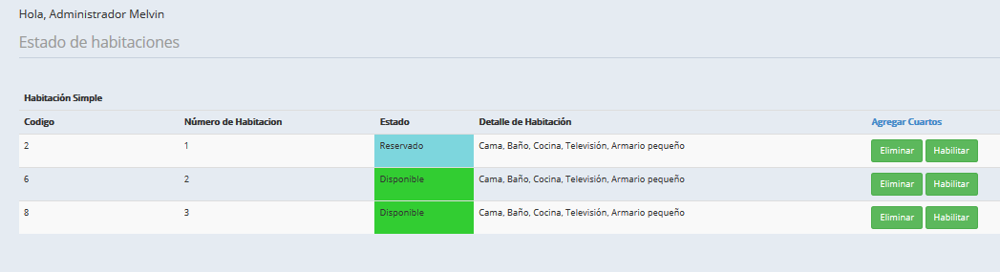 Hola, Administrador Melvin
Estado de habitaciones
Habitación Simple
Codigo Número de Habitacion Estado Detalle de Habitación Agregar Cuartos
2 1 Reservado Cama, Baño, Cocina, Televisión, Armario pequeño Eliminar Habilitar
6 2 Disponible Cama, Baño, Cocina, Televisión, Armario pequeño Eliminar Habilitar
8 3 Disponible Cama, Baño, Cocina, Televisión, Armario pequeño Eliminar Habilitar